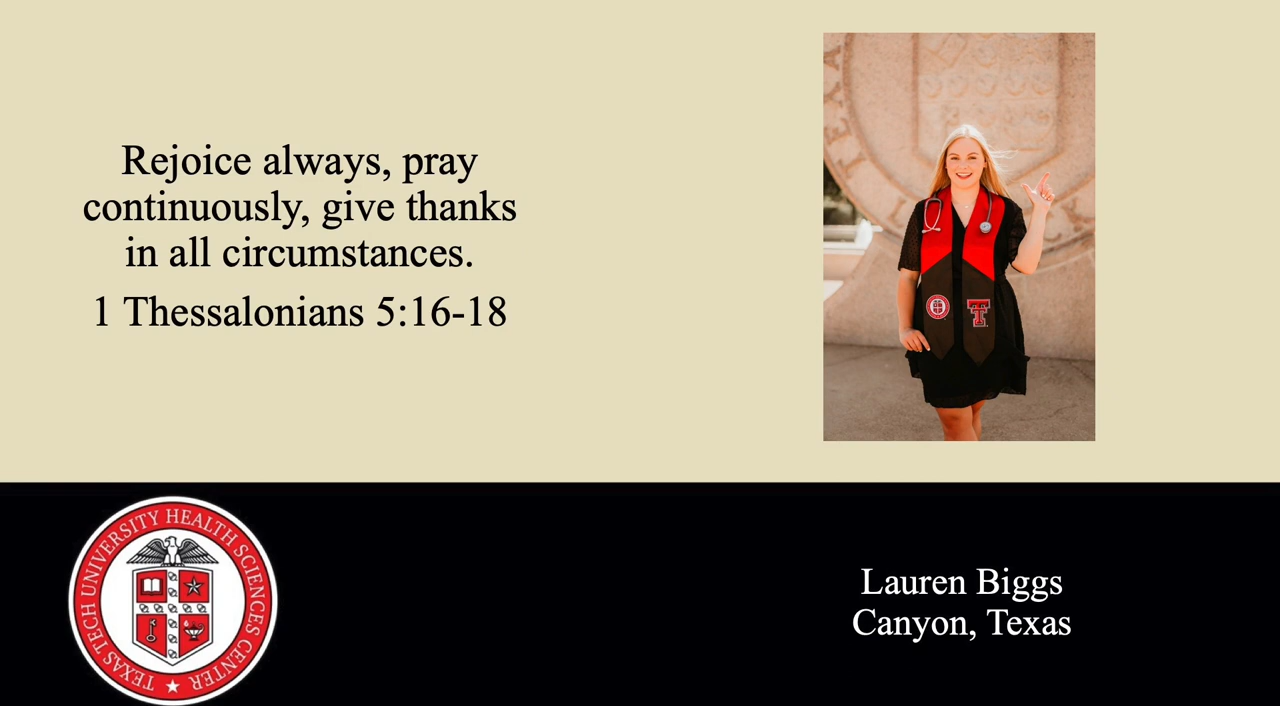 Rejoice always, pray
continuously, give thanks
in all circumstances.
1 Thessalonians 5:16-18
TEXAS TECH UNIVERSITY HEALTH SCIENCES CENTER
Lauren Biggs
Canyon, Texas